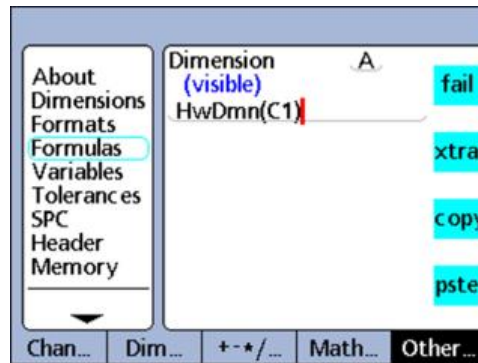 About
Dimensions
Formats
Formulas
Variables
Tolerances
SPC
Header
Memory
Dimension A
(visible)
HwDmn(C1)
fail
xtra
copy
pste
Chan... Dim... +-*/... Math... Other...